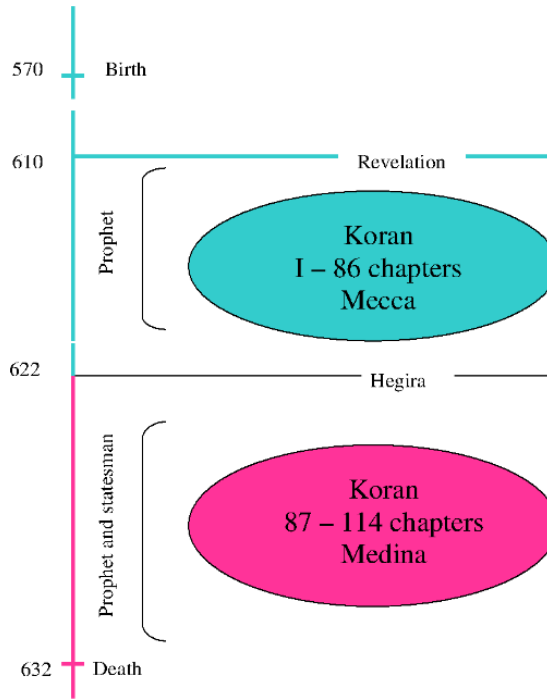 570
Birth
610
Revelation
Prophet
Koran
I – 86 chapters
Mecca
622
Hegira
Prophet and statesman
Koran
87 – 114 chapters
Medina
632
Death